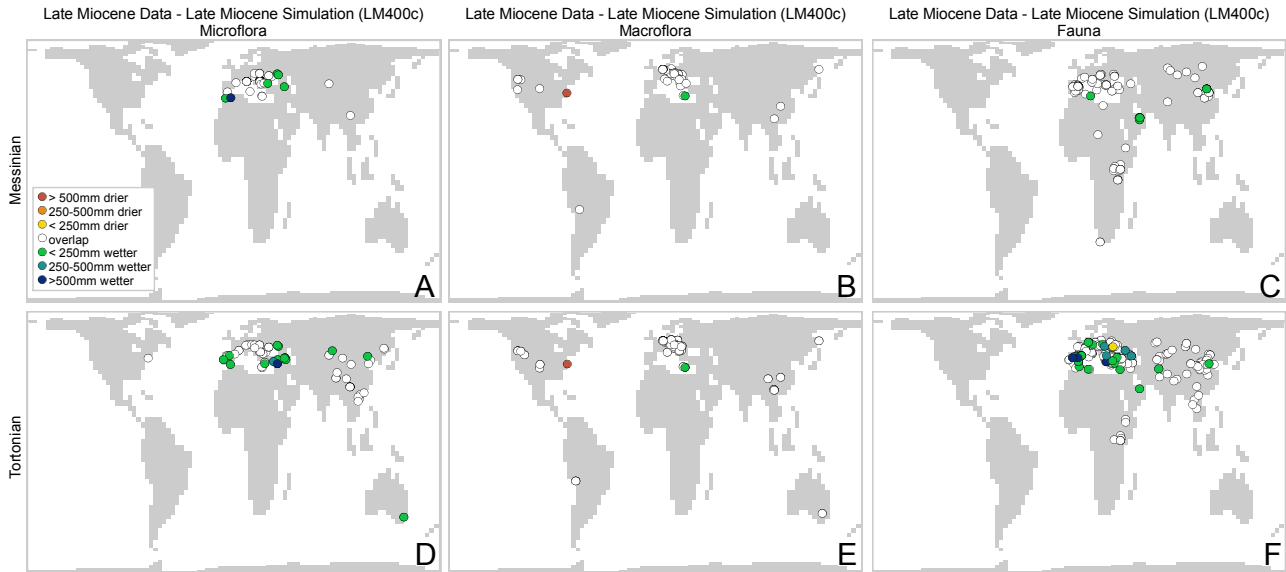 Late Miocene Data - Late Miocene Simulation (LM400c)
Microflora
Late Miocene Data - Late Miocene Simulation (LM400c)
Macroflora
Late Miocene Data - Late Miocene Simulation (LM400c)
Fauna
Messinian
> 500mm drier
250-500mm drier
< 250mm drier
overlap
< 250mm wetter
250-500mm wetter
>500mm wetter
A
B
C
Tortonian
D
E
F